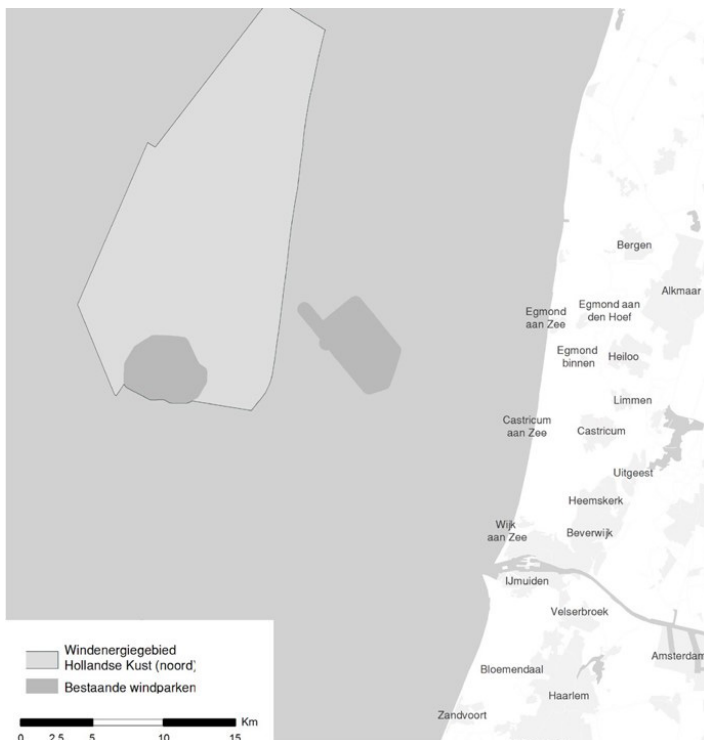 Bergen
Alkmaar
Egmond aan
den Hoef
Egmond
aan Zee
Egmond
binnen
Heiloo
Limmen
Castricum
aan Zee
Castricum
Uitgeest
Heemskerk
Wijk
aan Zee
Beverwijk
IJmuiden
Velserbroek
Amsterdam
Bloemendaal
Haarlem
Zandvoort
Windenergiegebied
Hollandse Kust (noord)
Bestaande windparken
Km
0 2,5 5 10 15